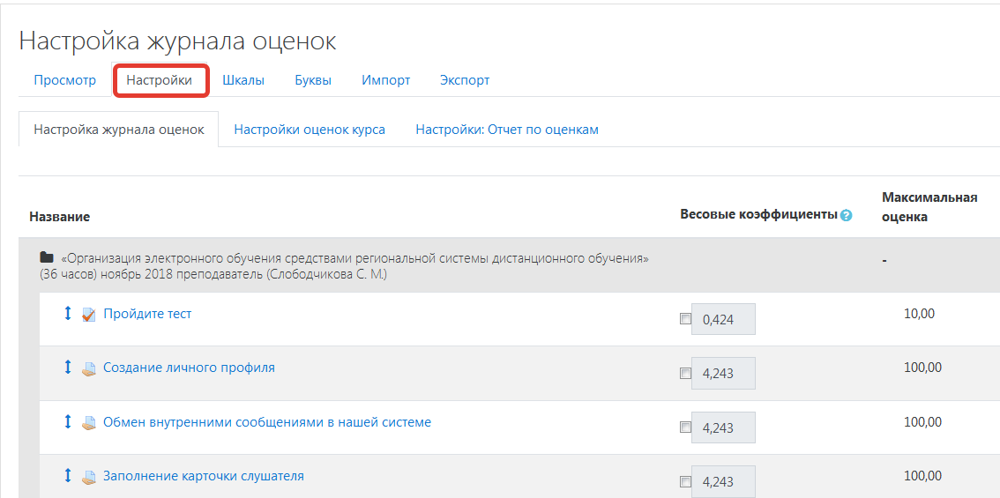 Настройка журнала оценок
Просмотр Настройки Шкалы Буквы Импорт Экспорт
Настройка журнала оценок Настройки оценок курса Настройки: Отчет по оценкам
Название Весовые коэффициенты ? Максимальная оценка
«Организация электронного обучения средствами региональной системы дистанционного обучения» -
(36 часов) ноябрь 2018 преподаватель (Слободчикова С. М.)
Пройдите тест 0,424 10,00
Создание личного профиля 4,243 100,00
Обмен внутренними сообщениями в нашей системе 4,243 100,00
Заполнение карточки слушателя 4,243 100,00